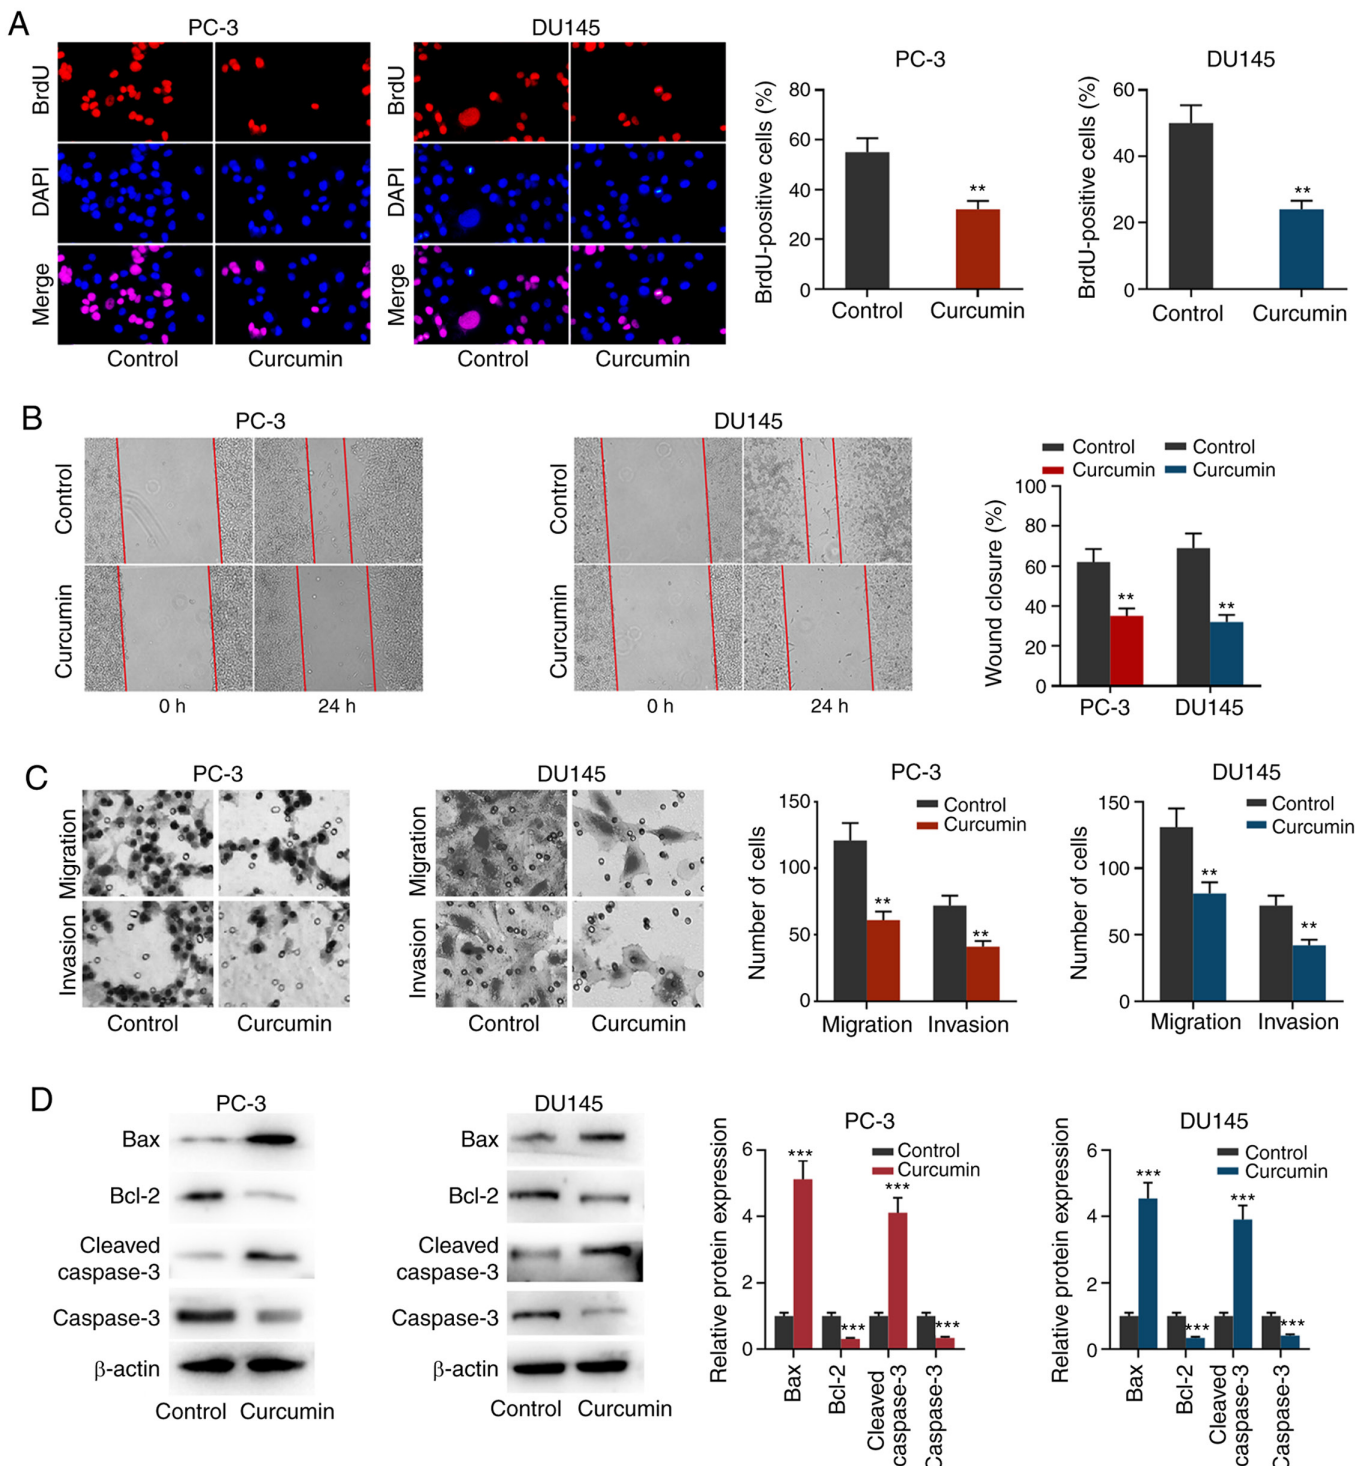 A
PC-3
DU145
BrdU
DAPI
Merge
Control
Curcumin
BrdU
DAPI
Merge
Control
Curcumin
PC-3
BrdU-positive cells (%)
80
60
40
20
0
**
Control
Curcumin
DU145
BrdU-positive cells (%)
60
40
20
0
**
Control
Curcumin
B
PC-3
Control
Curcumin
0 h
24 h
DU145
Control
Curcumin
0 h
24 h
Control
Control
Curcumin
Curcumin
Wound closure (%)
100
80
60
40
20
0
**
**
PC-3
DU145
C
PC-3
Migration
Invasion
Control
Curcumin
DU145
Migration
Invasion
Control
Curcumin
PC-3
Control
Curcumin
Number of cells
150
100
50
0
**
**
Migration
Invasion
DU145
Control
Curcumin
Number of cells
150
100
50
0
**
**
Migration
Invasion
D
PC-3
Bax
Bcl-2
Cleaved
caspase-3
Caspase-3
β-actin
Control
Curcumin
DU145
Bax
Bcl-2
Cleaved
caspase-3
Caspase-3
β-actin
Control
Curcumin
PC-3
Control
Curcumin
Relative protein expression
6
4
2
0
***
***
***
***
Bax
Bcl-2
Cleaved
caspase-3
Caspase-3
DU145
Control
Curcumin
Relative protein expression
6
4
2
0
***
***
***
***
Bax
Bcl-2
Cleaved
caspase-3
Caspase-3